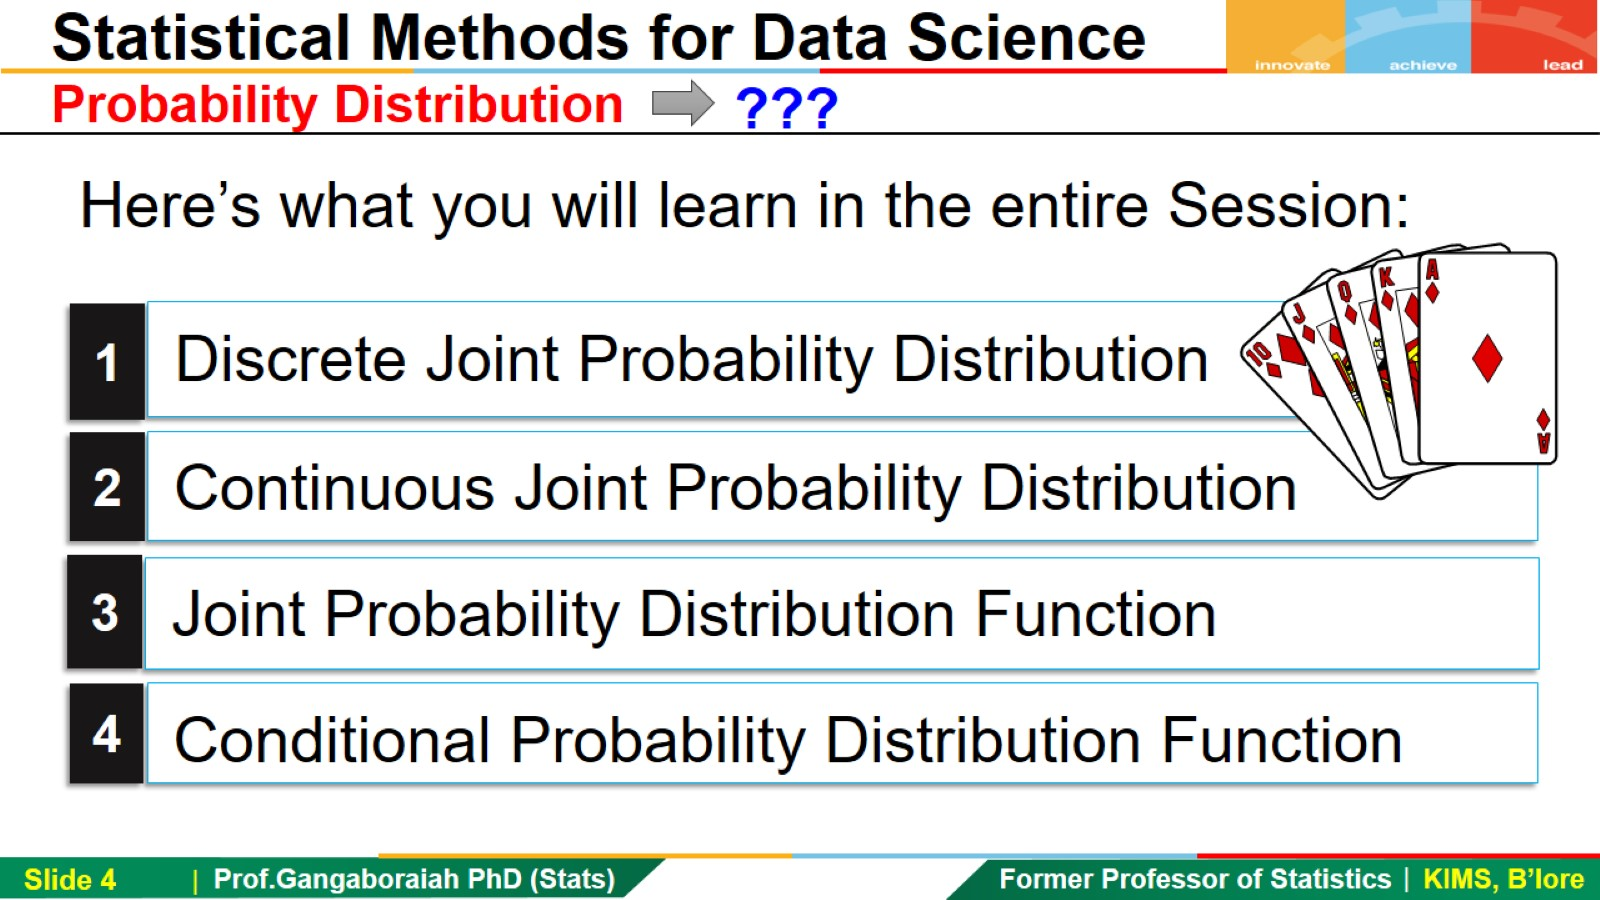 Statistical Methods for Data Science
innovate achieve lead
Probability Distribution ???
Here’s what you will learn in the entire Session:
1 Discrete Joint Probability Distribution
10 J Q K A
A
2 Continuous Joint Probability Distribution
3 Joint Probability Distribution Function
4 Conditional Probability Distribution Function
Slide 4 | Prof.Gangaboraiah PhD (Stats) Former Professor of Statistics | KIMS, B’lore